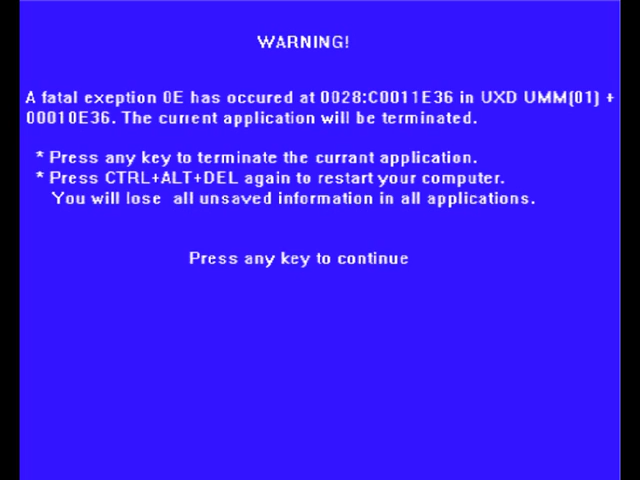 WARNING!
A fatal exeption 0E has occured at 0028:C0011E36 in UXD UMM(01) +
00010E36. The current application will be terminated.
* Press any key to terminate the currant application.
* Press CTRL+ALT+DEL again to restart your computer.
You will lose all unsaved information in all applications.
Press any key to continue